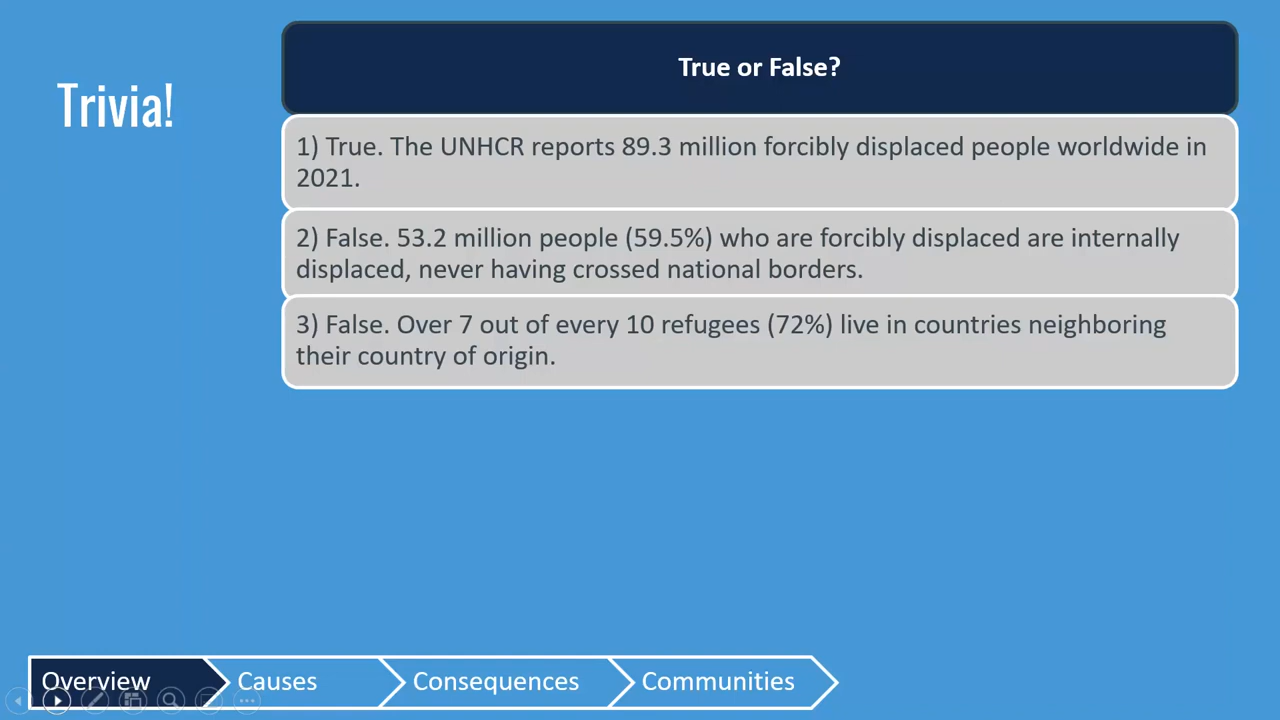 Trivia!
True or False?
1) True. The UNHCR reports 89.3 million forcibly displaced people worldwide in
2021.
2) False. 53.2 million people (59.5%) who are forcibly displaced are internally
displaced, never having crossed national borders.
3) False. Over 7 out of every 10 refugees (72%) live in countries neighboring
their country of origin.
Overview
Causes
Consequences
Communities